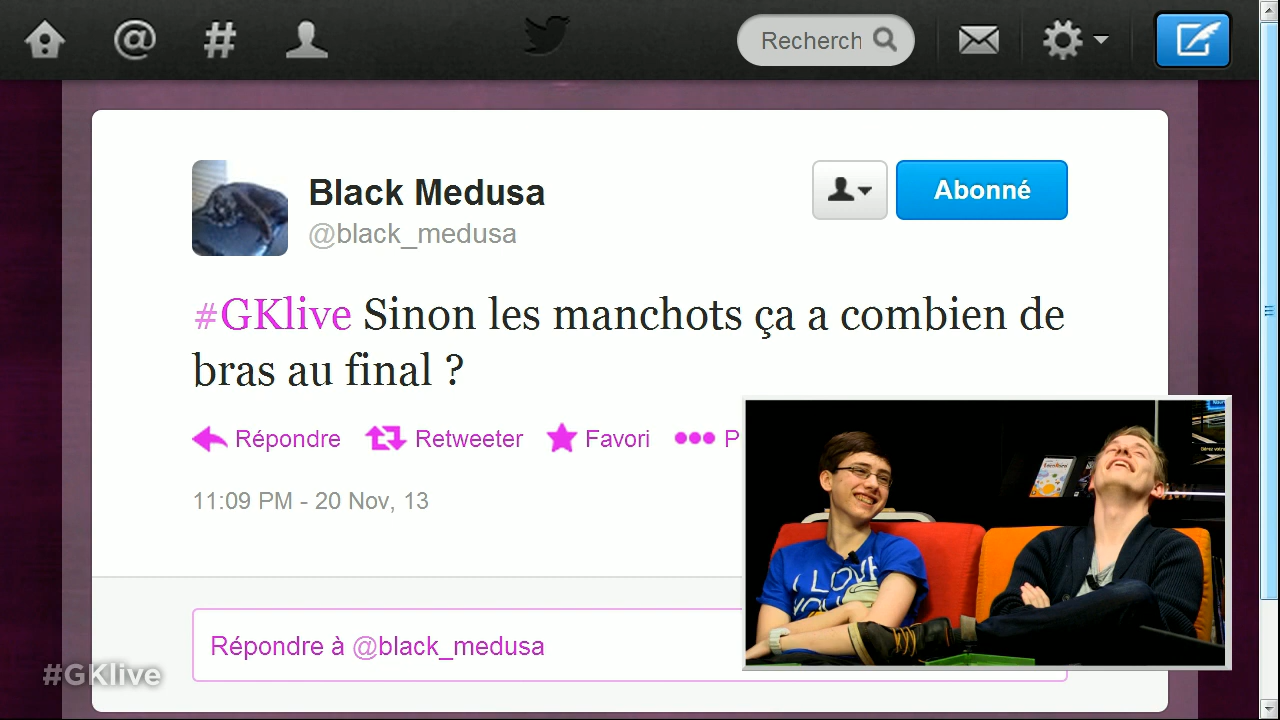 Recherch
Black Medusa
@black_medusa
Abonné
#GKlive Sinon les manchots ça a combien de
bras au final ?
Répondre
Retweeter
Favori
P
11:09 PM - 20 Nov, 13
I LOVE
Répondre à @black_medusa
#GKlive